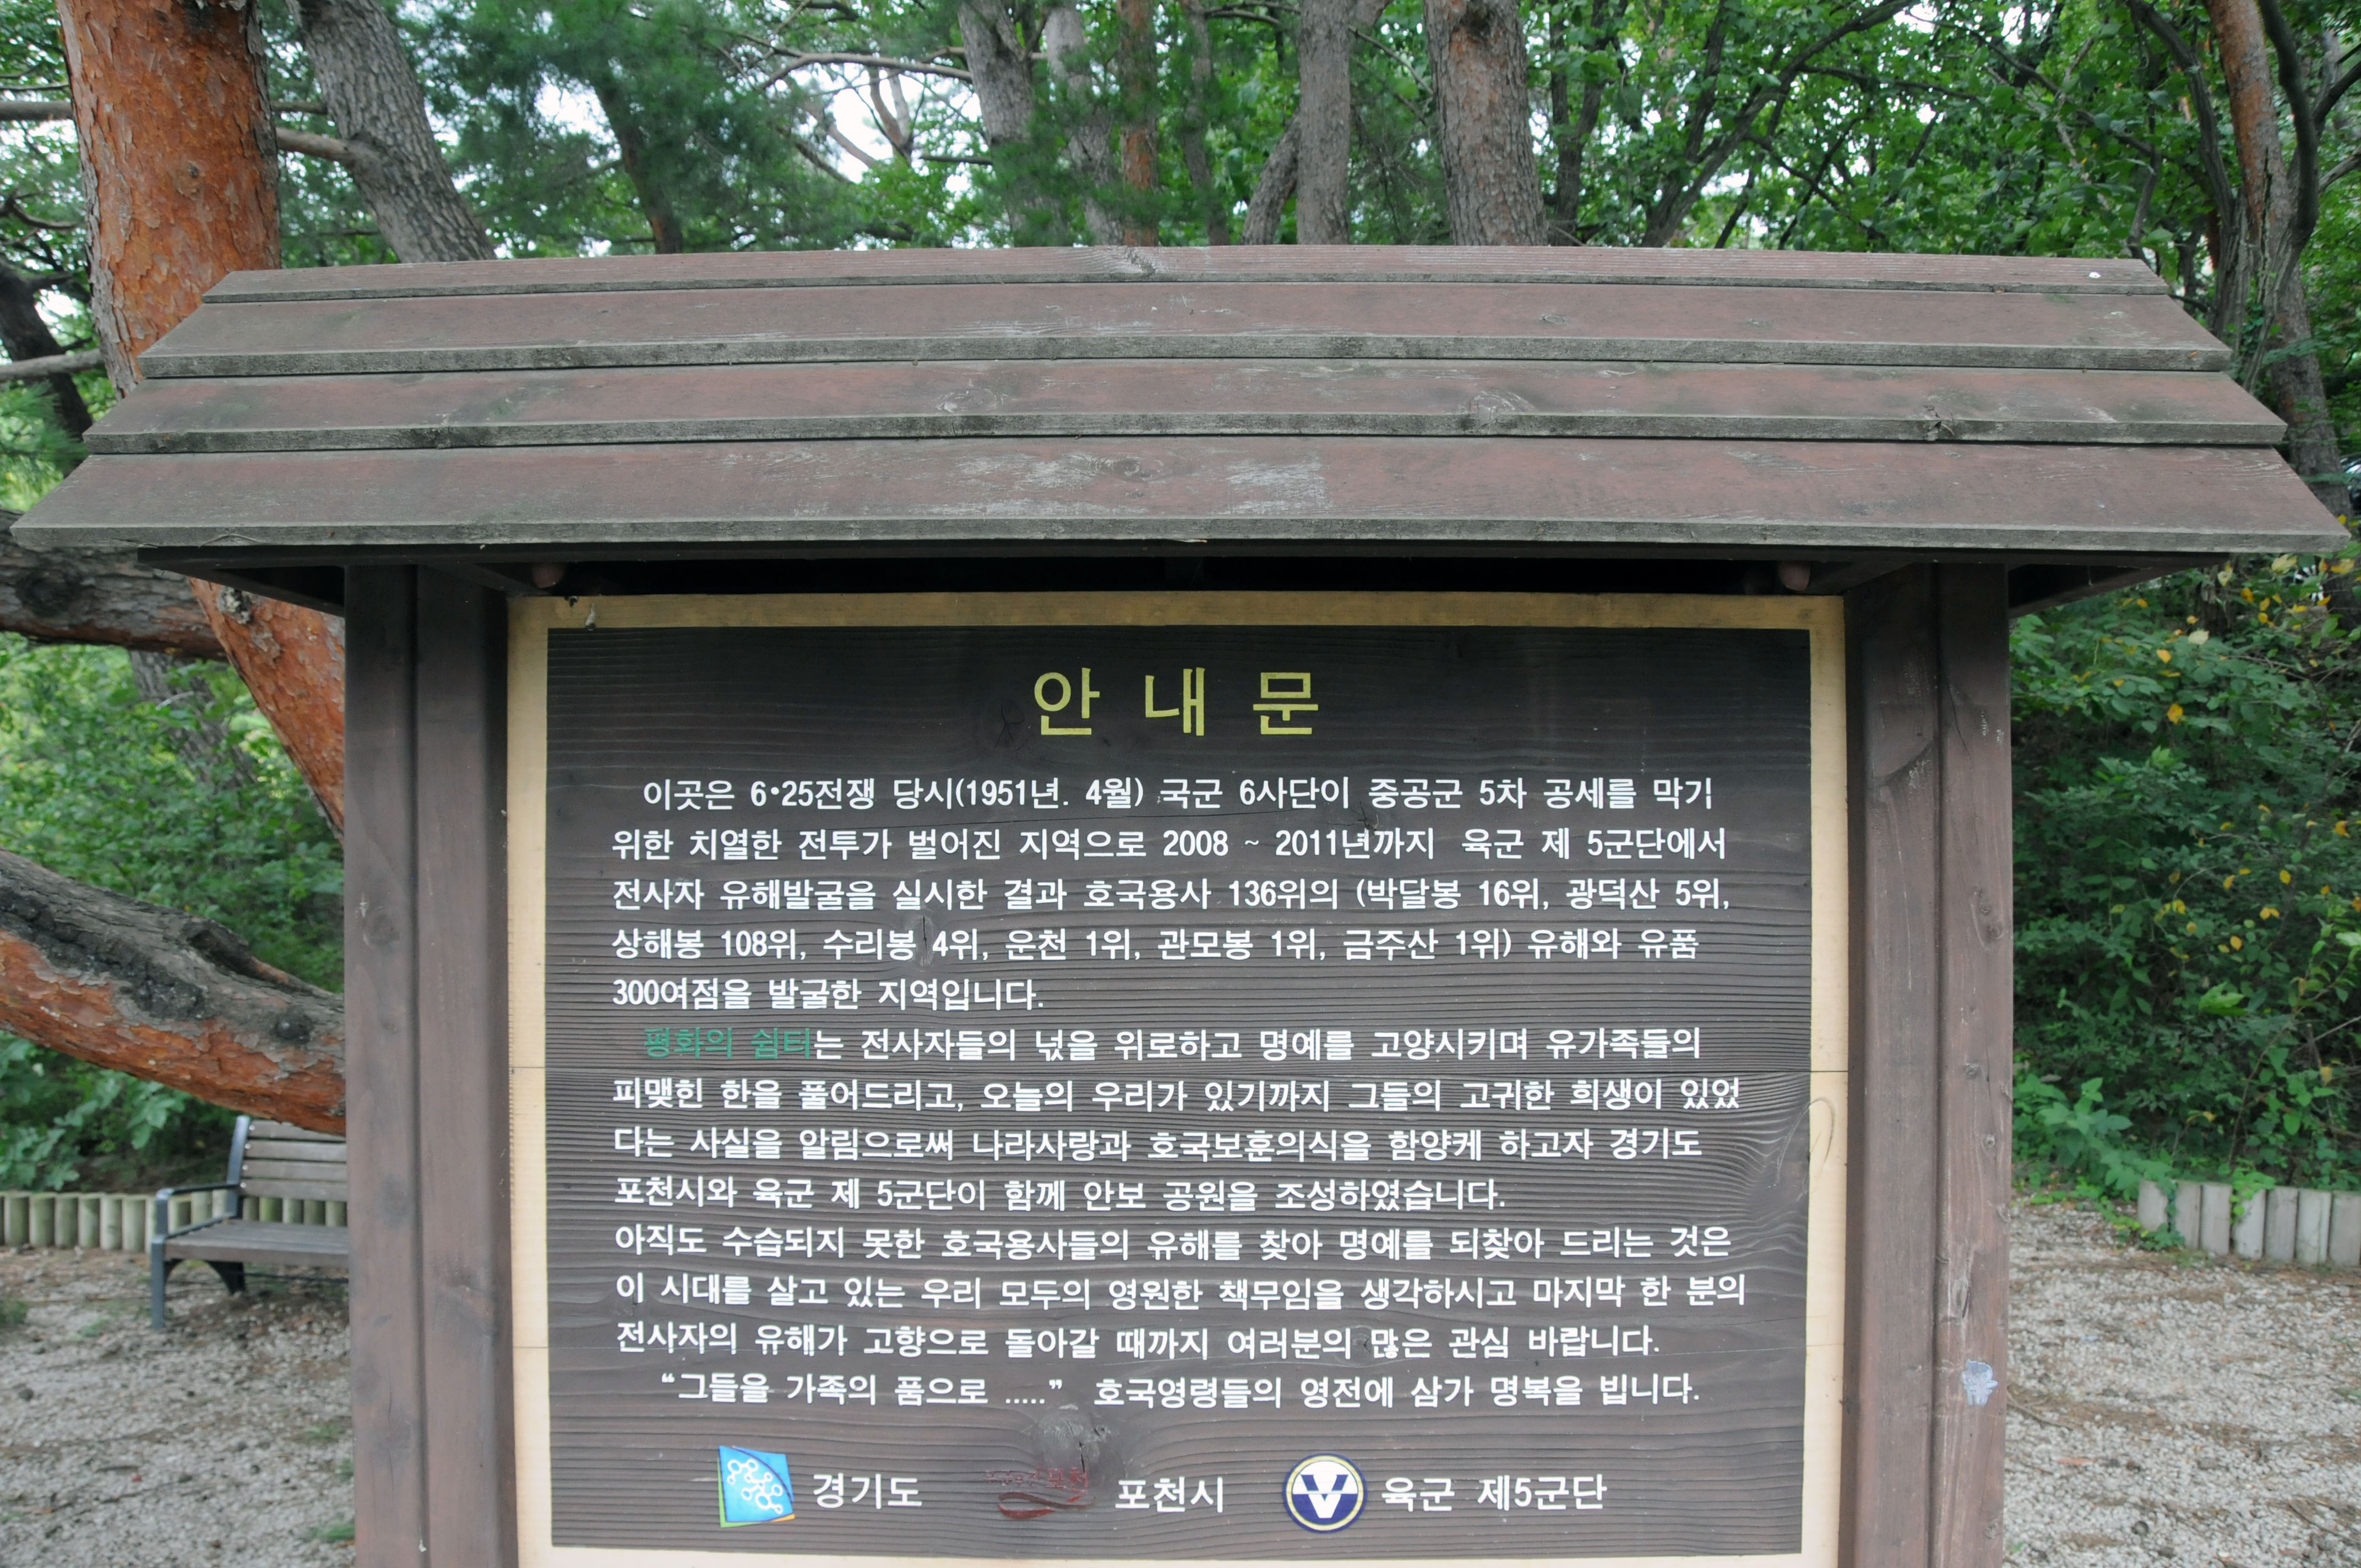 안내문
이곳은 6·25전쟁 당시(1951년. 4월) 국군 6사단이 중공군 5차 공세를 막기
위한 치열한 전투가 벌어진 지역으로 2008 ~ 2011년까지 육군 제 5군단에서
전사자 유해발굴을 실시한 결과 호국용사 136위의 (박달봉 16위, 광덕산 5위,
상해봉 108위, 수리봉 4위, 운천 1위, 관모봉 1위, 금주산 1위) 유해와 유품
300여점을 발굴한 지역입니다.
평화의 쉼터는 전사자들의 넋을 위로하고 명예를 고양시키며 유가족들의
피맺힌 한을 풀어드리고, 오늘의 우리가 있기까지 그들의 고귀한 희생이 있었
다는 사실을 알림으로써 나라사랑과 호국보훈의식을 함양케 하고자 경기도
포천시와 육군 제 5군단이 함께 안보 공원을 조성하였습니다.
아직도 수습되지 못한 호국용사들의 유해를 찾아 명예를 되찾아 드리는 것은
이 시대를 살고 있는 우리 모두의 영원한 책무임을 생각하시고 마지막 한 분의
전사자의 유해가 고향으로 돌아갈 때까지 여러분의 많은 관심 바랍니다.
"그들을 가족의 품으로 ....." 호국영령들의 영전에 삼가 명복을 빕니다.
경기도 포천시 육군 제5군단